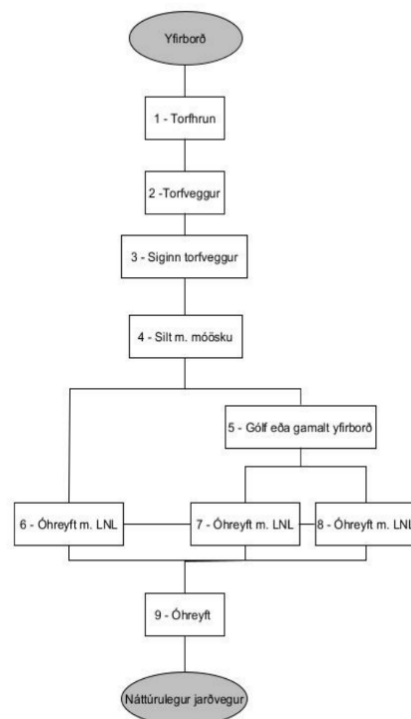 Yfirborð
1 - Torfhrun
2 -Torfveggur
3 - Siginn torfveggur
4 - Silt m. móösku
5 - Gólf eða gamalt yfirborð
6 - Óhreyft m. LNL
7 - Óhreyft m. LNL
8 - Óhreyft m. LNL
9 - Óhreyft
Náttúrulegur jarðvegur